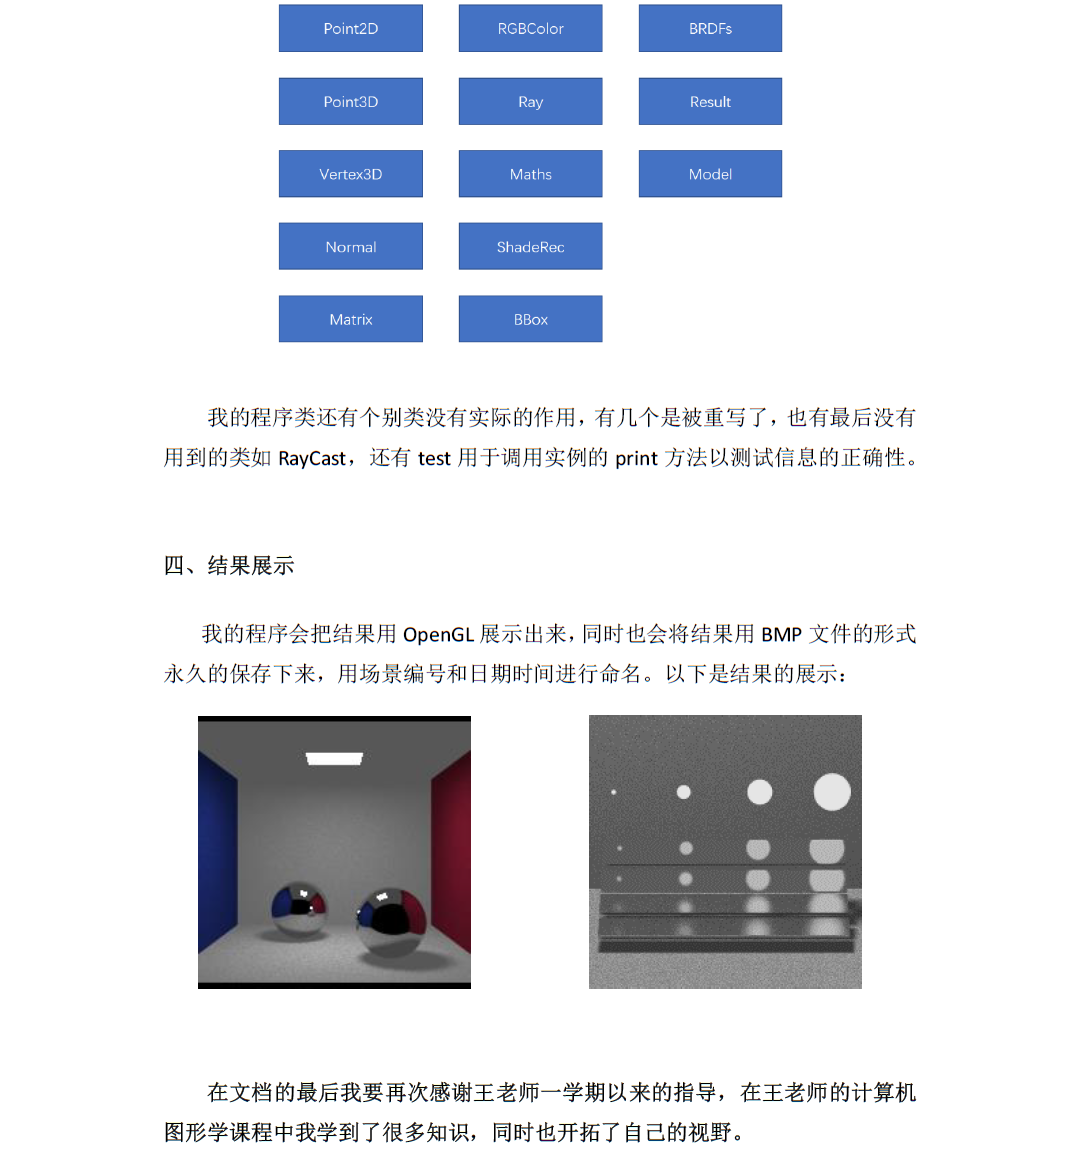 Point2D RGBColor BRDFs
Point3D Ray Result
Vertex3D Maths Model
Normal ShadeRec
Matrix BBox
我的程序类还有个别类没有实际的作用，有几个是被重写了，也有最后没有
用到的类如 RayCast，还有 test 用于调用实例的 print 方法以测试信息的正确性。
四、结果展示
我的程序会把结果用 OpenGL 展示出来，同时也会将结果用 BMP 文件的形式
永久的保存下来，用场景编号和日期时间进行命名。以下是结果的展示：
在文档的最后我要再次感谢王老师一学期以来的指导，在王老师的计算机
图形学课程中我学到了很多知识，同时也开拓了自己的视野。